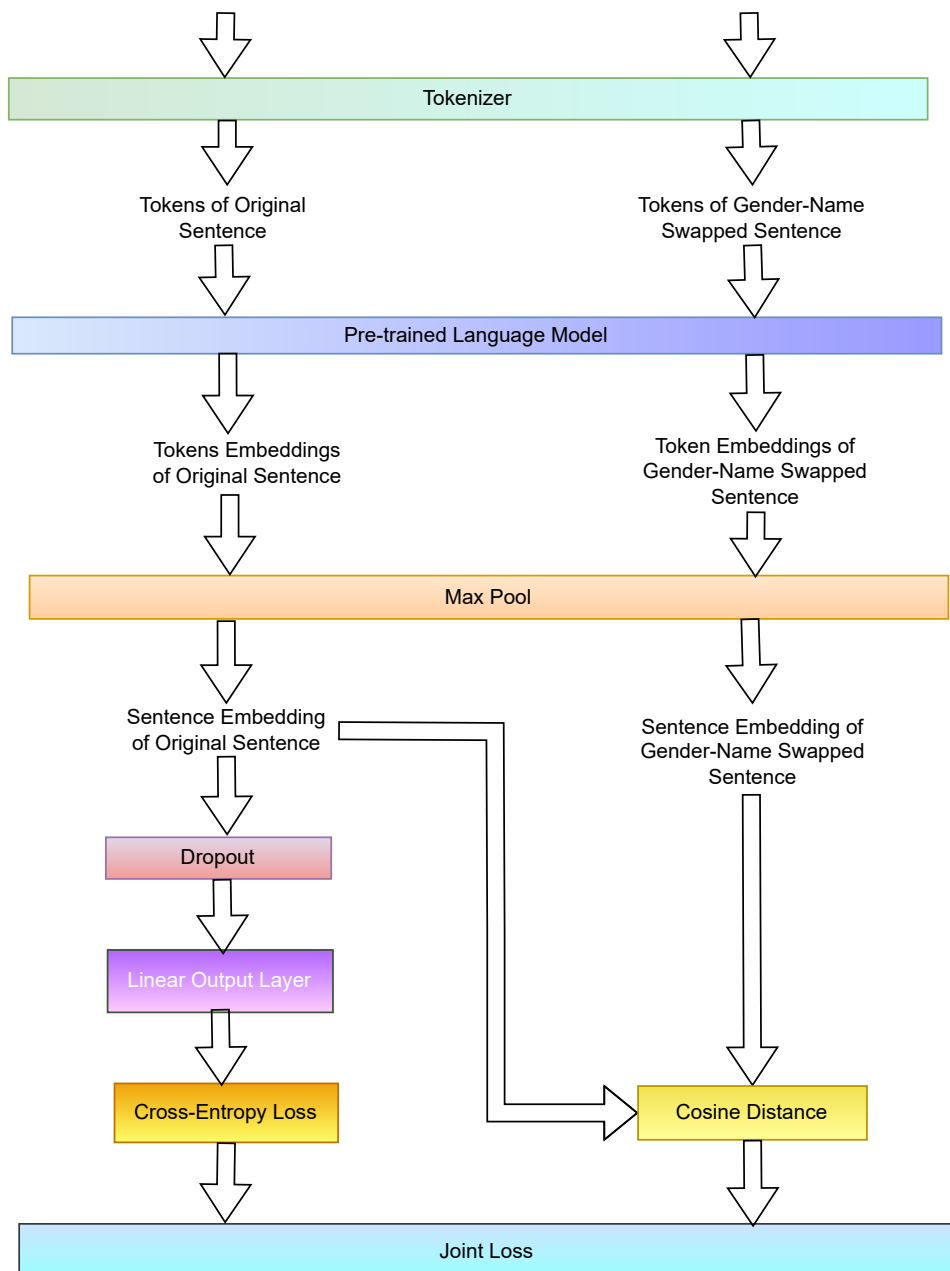 Tokenizer
Tokens of Original
Sentence
Tokens of Gender-Name
Swapped Sentence
Pre-trained Language Model
Tokens Embeddings
of Original Sentence
Token Embeddings of
Gender-Name Swapped
Sentence
Max Pool
Sentence Embedding
of Original Sentence
Sentence Embedding of
Gender-Name Swapped
Sentence
Dropout
Linear Output Layer
Cross-Entropy Loss
Cosine Distance
Joint Loss